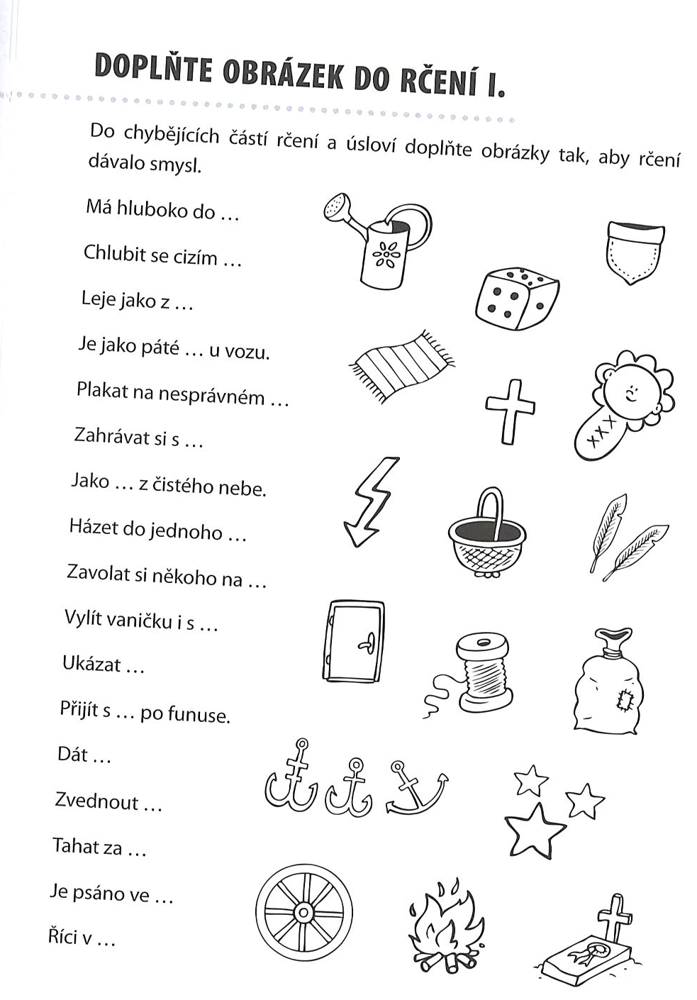 DOPLŇTE OBRÁZEK DO RČENÍ I.
Do chybějících částí rčení a úsloví doplňte obrázky tak, aby rčení
dávalo smysl.
Má hluboko do …
Chlubit se cizím …
Leje jako z …
Je jako páté … u vozu.
Plakat na nesprávném …
Zahrávat si s …
Jako … z čistého nebe.
Házet do jednoho …
Zavolat si někoho na …
Vylít vaničku i s …
Ukázat …
Přijít s … po funuse.
Dát …
Zvednout …
Tahat za …
Je psáno ve …
Říci v …